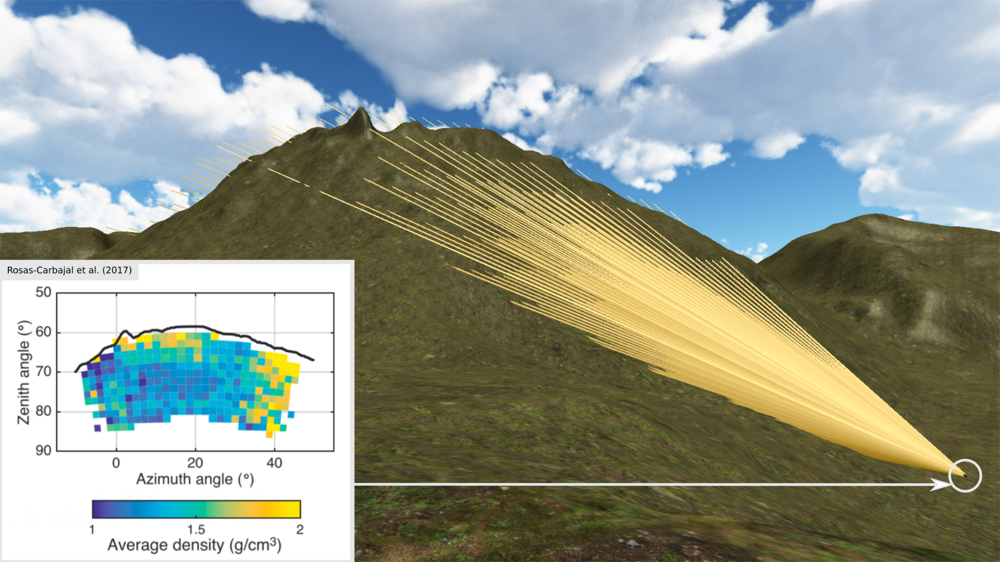 Rosas-Carbajal et al. (2017)
50
60
70
80
90
Zenith angle (°)
0 20 40
Azimuth angle (°)
1 1.5 2
Average density (g/cm³)